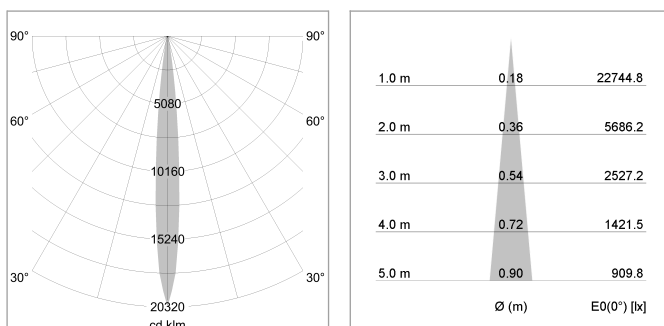 90° 90°
5080
60° 60°
10160
15240
30° 30°
20320
cd klm
1.0 m 0.18 22744.8
2.0 m 0.36 5686.2
3.0 m 0.54 2527.2
4.0 m 0.72 1421.5
5.0 m 0.90 909.8
Ø (m) E0(0°) [lx]